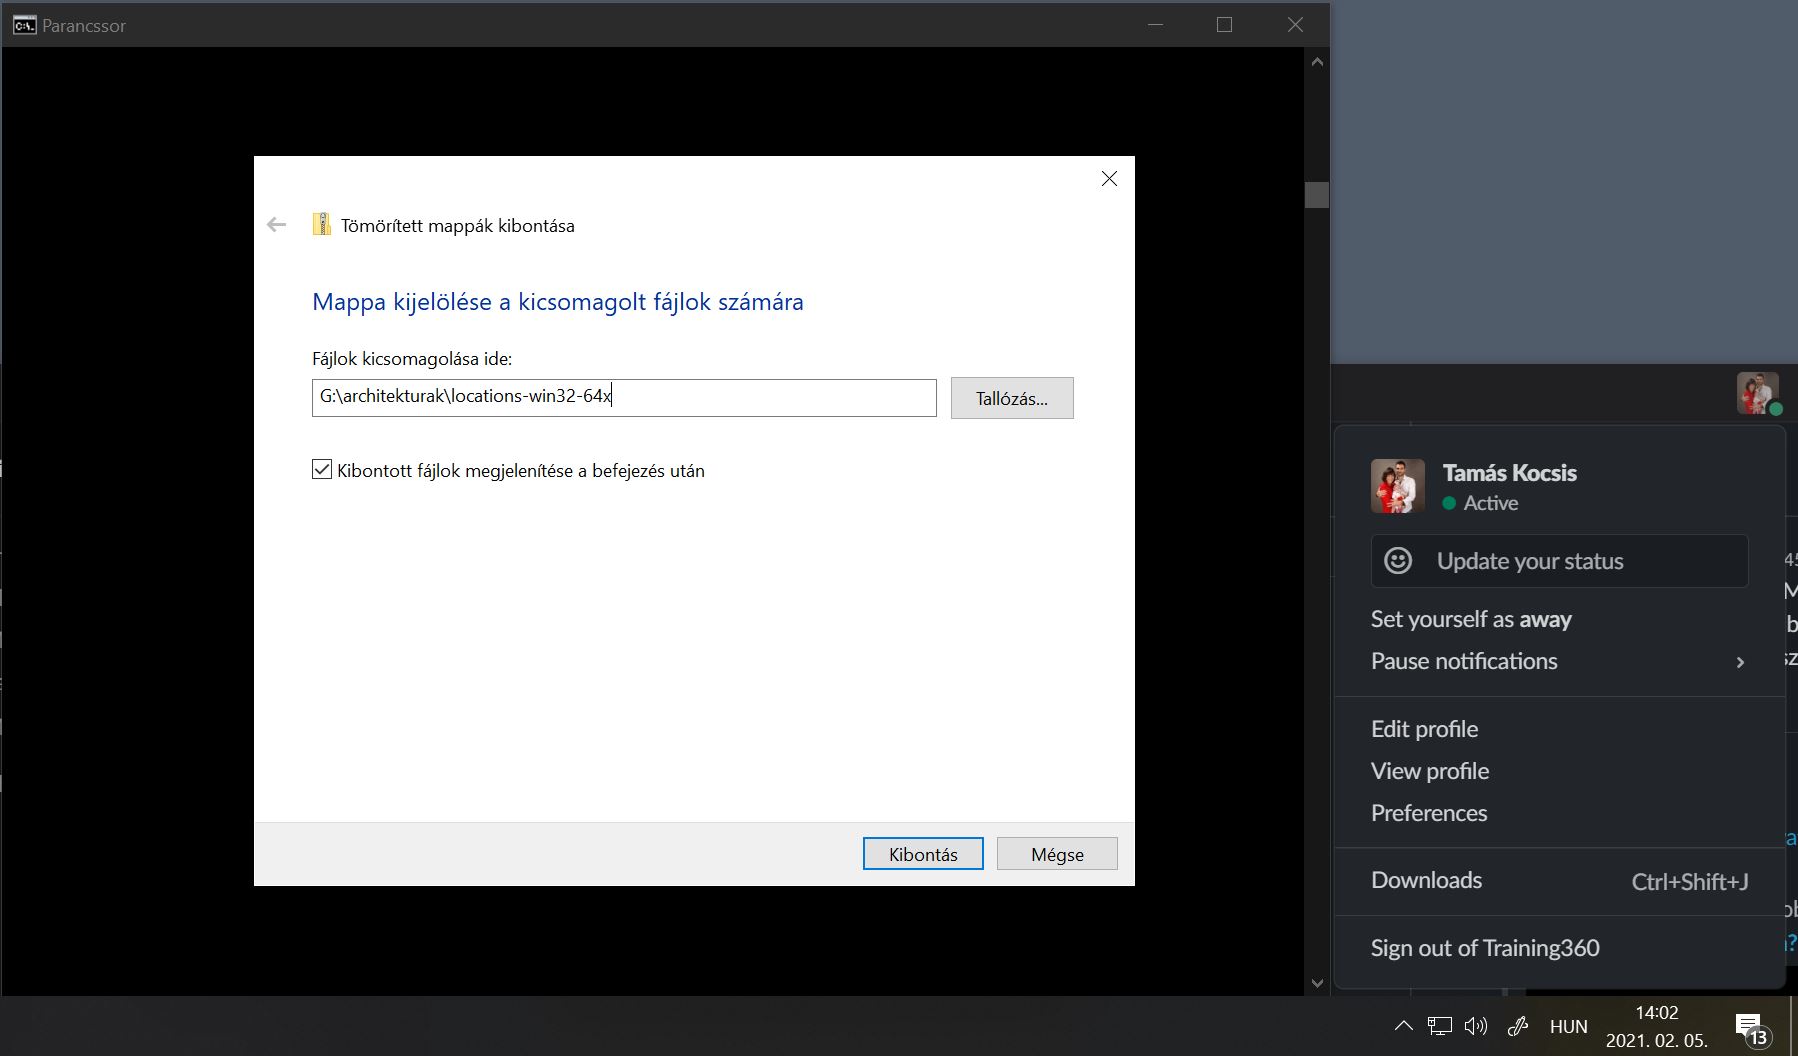 Parancssor
Tömörített mappák kibontása
Mappa kijelölése a kicsomagolt fájlok számára
Fájlok kicsomagolása ide:
G:\architekturak\locations-win32-64x
Tallózás...
Kibontott fájlok megjelenítése a befejezés után
Kibontás
Mégse
Tamás Kocsis
Active
Update your status
Set yourself as away
Pause notifications
Edit profile
View profile
Preferences
Downloads
Ctrl+Shift+J
Sign out of Training360
HUN
14:02
2021. 02. 05.
13